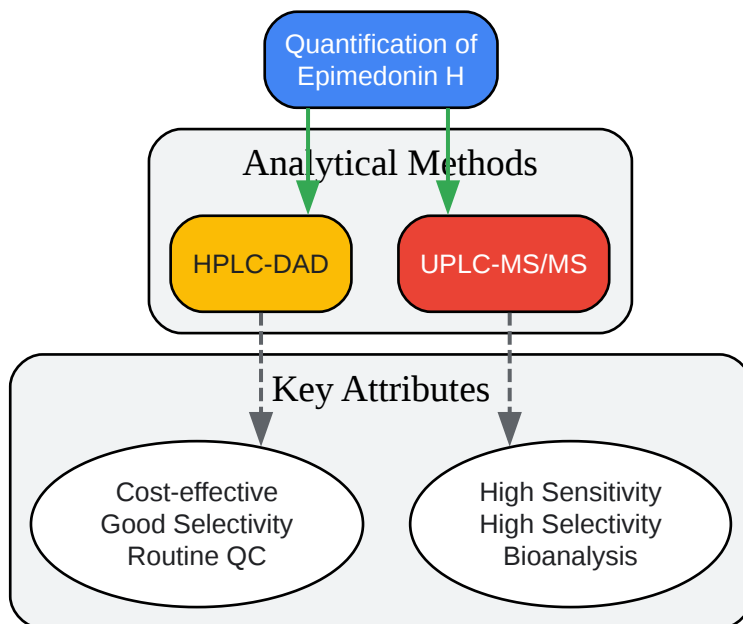 Quantification of
Epimedonin H
Analytical Methods
HPLC-DAD
UPLC-MS/MS
Key Attributes
Cost-effective
Good Selectivity
Routine QC
High Sensitivity
High Selectivity
Bioanalysis